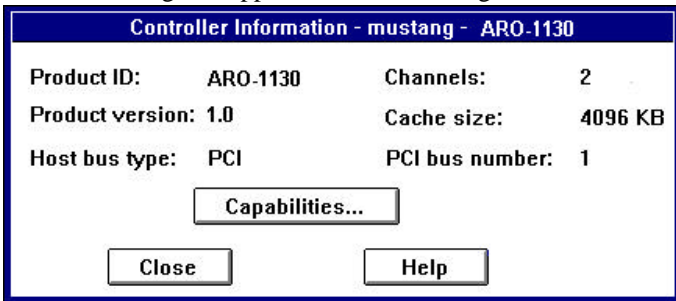 Controller Information - mustang - ARO-1130
Product ID: ARO-1130 Channels: 2
Product version: 1.0 Cache size: 4096 KB
Host bus type: PCI PCI bus number: 1
Capabilities...
Close Help